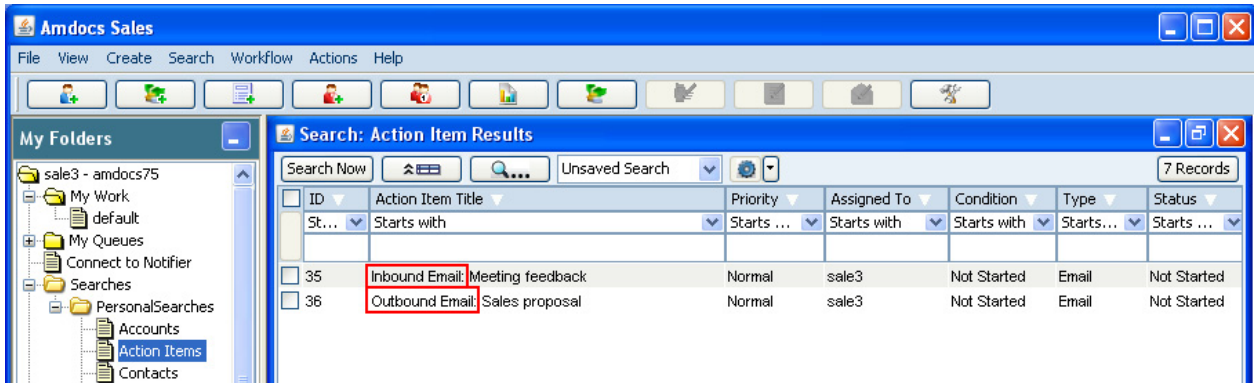 Amdocs Sales
File View Create Search Workflow Actions Help
My Folders
sale3 - amdocs75
My Work
default
My Queues
Connect to Notifier
Searches
PersonalSearches
Accounts
Action Items
Contacts
Search: Action Item Results
Search Now ... Unsaved Search 7 Records
ID Action Item Title Priority Assigned To Condition Type Status
St... Starts with Starts ... Starts with Starts with Starts... Starts ...
35 Inbound Email: Meeting feedback Normal sale3 Not Started Email Not Started
36 Outbound Email: Sales proposal Normal sale3 Not Started Email Not Started